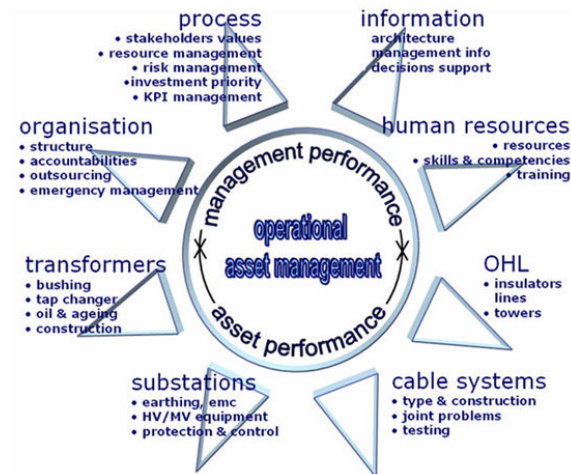 process
• stakeholders values
• resource management
• risk management
•investment priority
• KPI management
information
architecture
management info
decisions support
organisation
• structure
• accountabilities
• outsourcing
• emergency management
human resources
• resources
• skills & competencies
• training
management performance
operational
asset management
asset performance
transformers
• bushing
• tap changer
• oil & ageing
• construction
OHL
• insulators
lines
• towers
substations
• earthing, emc
• HV/MV equipment
• protection & control
cable systems
• type & construction
• joint problems
• testing